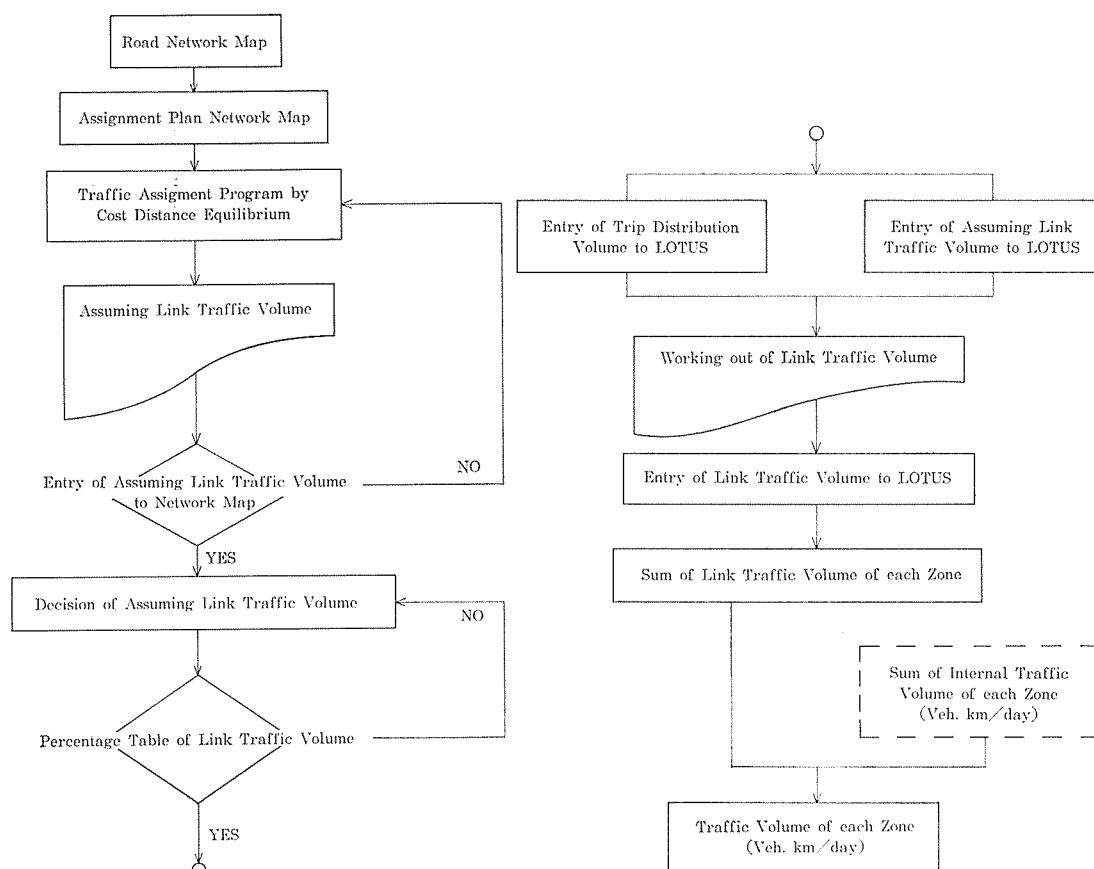 Road Network Map
Assignment Plan Network Map
Traffic Assigment Program by
Cost Distance Equilibrium
Assuming Link Traffic Volume
NO
Entry of Assuming Link Traffic Volume
to Network Map
YES
Decision of Assuming Link Traffic Volume
NO
Percentage Table of Link Traffic Volume
YES
Entry of Trip Distribution
Volume to LOTUS
Entry of Assuming Link
Traffic Volume to LOTUS
Working out of Link Traffic Volume
Entry of Link Traffic Volume to LOTUS
Sum of Link Traffic Volume of each Zone
Sum of Internal Traffic
Volume of each Zone
(Veh. km/day)
Traffic Volume of each Zone
(Veh. km/day)